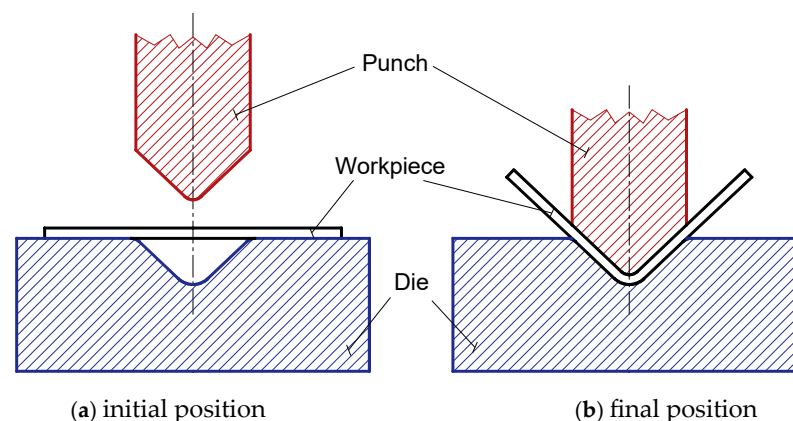 Punch
Workpiece
Die
(a) initial position
(b) final position